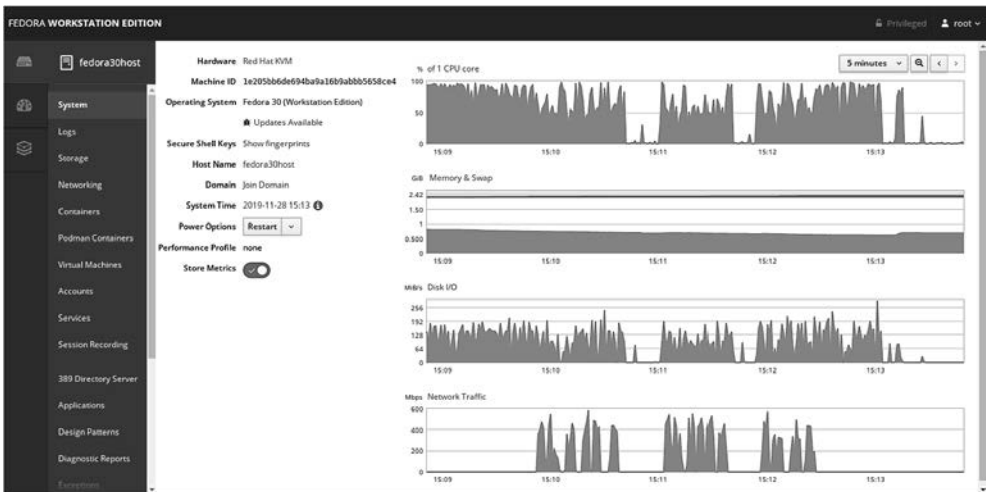 FEDORA WORKSTATION EDITION
Privileged
root
fedora30host
System
Logs
Storage
Networking
Containers
Podman Containers
Virtual Machines
Accounts
Services
Session Recording
389 Directory Server
Applications
Design Patterns
Diagnostic Reports
Exceptions
Hardware Red Hat KVM
Machine ID 1e205bb6de694ba9a16b9abbb5658ce4
Operating System Fedora 30 (Workstation Edition)
Updates Available
Secure Shell Keys Show fingerprints
Host Name fedora30host
Domain Join Domain
System Time 2019-11-28 15:13
Power Options Restart
Performance Profile none
Store Metrics
5 minutes
% of 1 CPU core
100
50
0
15:09 15:10 15:11 15:12 15:13
GiB Memory & Swap
2.42
1.50
1
0.500
0
15:09 15:10 15:11 15:12 15:13
MiB/s Disk I/O
256
192
128
64
0
15:09 15:10 15:11 15:12 15:13
Mbps Network Traffic
600
400
200
0
15:09 15:10 15:11 15:12 15:13